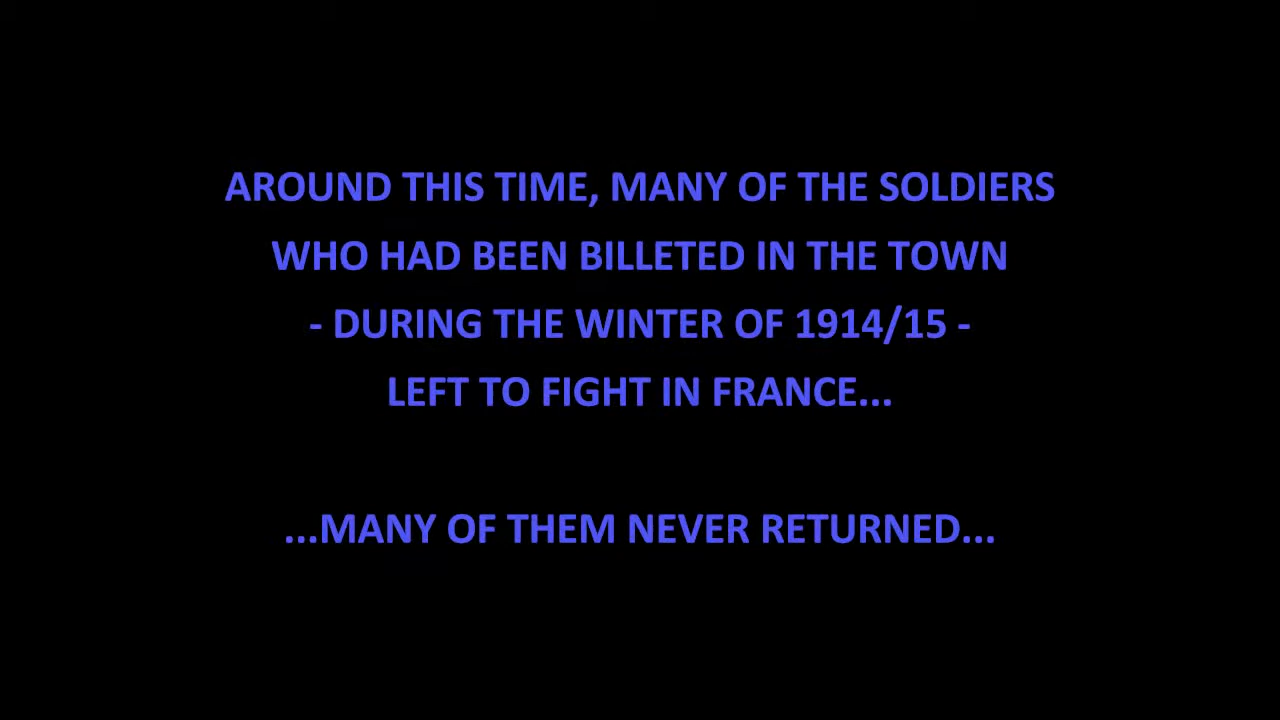 AROUND THIS TIME, MANY OF THE SOLDIERS
WHO HAD BEEN BILLETED IN THE TOWN
- DURING THE WINTER OF 1914/15 -
LEFT TO FIGHT IN FRANCE...
...MANY OF THEM NEVER RETURNED...